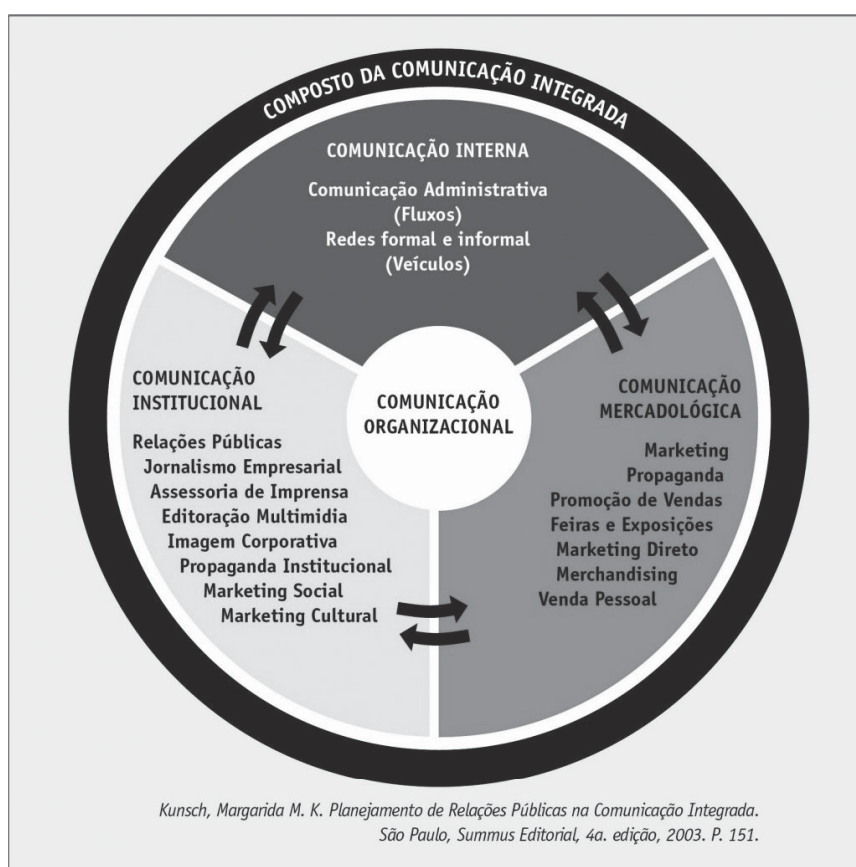 COMPOSTO DA COMUNICAÇÃO INTEGRADA
COMUNICAÇÃO INTERNA
Comunicação Administrativa
(Fluxos)
Redes formal e informal
(Veículos)
COMUNICAÇÃO
INSTITUCIONAL
Relações Públicas
Jornalismo Empresarial
Assessoria de Imprensa
Editoração Multimidia
Imagem Corporativa
Propaganda Institucional
Marketing Social
Marketing Cultural
COMUNICAÇÃO
ORGANIZACIONAL
COMUNICAÇÃO
MERCADOLÓGICA
Marketing
Propaganda
Promoção de Vendas
Feiras e Exposições
Marketing Direto
Merchandising
Venda Pessoal
Kunsch, Margarida M. K. Planejamento de Relações Públicas na Comunicação Integrada.
São Paulo, Summus Editorial, 4a. edição, 2003. P. 151.